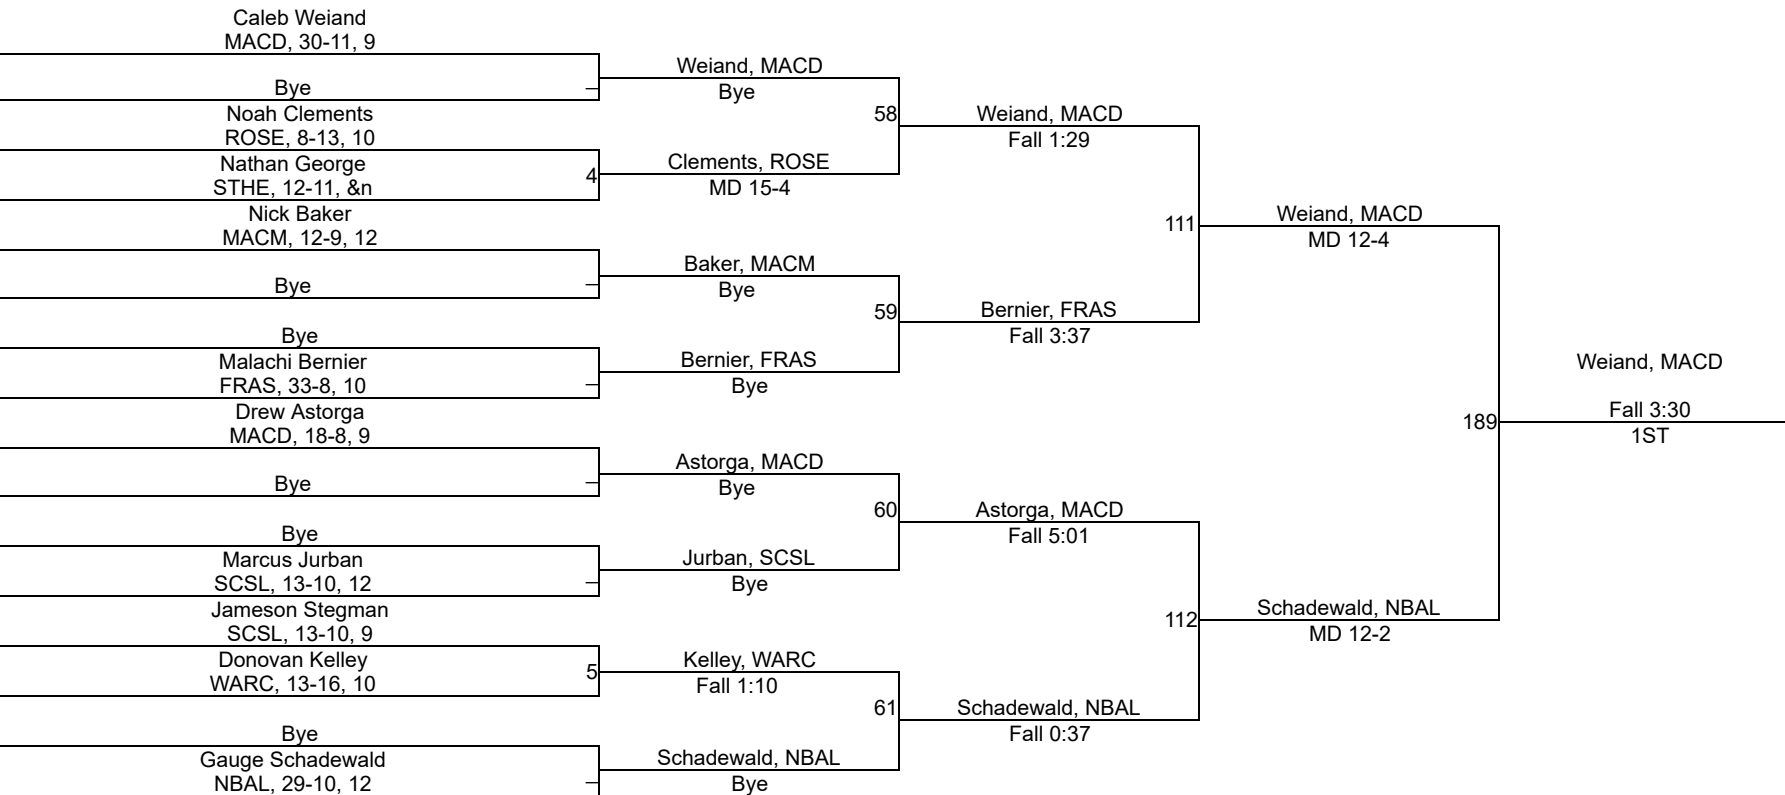 Caleb Weiand
MACD, 30-11, 9
Bye
Noah Clements
ROSE, 8-13, 10
Nathan George
STHE, 12-11, &n
4
Nick Baker
MACM, 12-9, 12
Bye
Bye
Malachi Bernier
FRAS, 33-8, 10
Drew Astorga
MACD, 18-8, 9
Bye
Bye
Marcus Jurban
SCSL, 13-10, 12
Jameson Stegman
SCSL, 13-10, 9
Donovan Kelley
WARC, 13-16, 10
5
Bye
Gauge Schadewald
NBAL, 29-10, 12
Weiand, MACD
Bye
58
Clements, ROSE
MD 15-4
Baker, MACM
Bye
59
Bernier, FRAS
Bye
Astorga, MACD
Bye
60
Jurban, SCSL
Bye
Kelley, WARC
Fall 1:10
61
Schadewald, NBAL
Bye
Weiand, MACD
Fall 1:29
111
Bernier, FRAS
Fall 3:37
Astorga, MACD
Fall 5:01
112
Schadewald, NBAL
Fall 0:37
Weiand, MACD
MD 12-4
189
Schadewald, NBAL
MD 12-2
Weiand, MACD
Fall 3:30
1ST